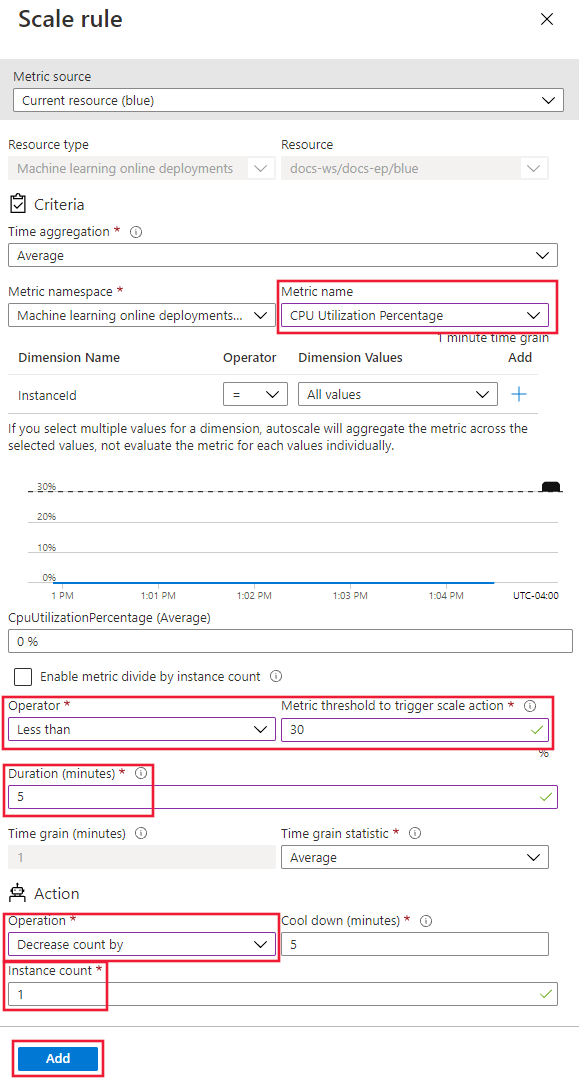 Scale rule
Metric source
Current resource (blue)
Resource type
Resource
Machine learning online deployments
docs-ws/docs-ep/blue
Criteria
Time aggregation *
Average
Metric namespace *
Metric name
Machine learning online deployments...
CPU Utilization Percentage
1 minute time grain
Dimension Name
Operator
Dimension Values
Add
InstanceId
=
All values
+
If you select multiple values for a dimension, autoscale will aggregate the metric across the
selected values, not evaluate the metric for each values individually.
30%
20%
10%
0%
1 PM
1:01 PM
1:02 PM
1:03 PM
1:04 PM
UTC-04:00
CpuUtilizationPercentage (Average)
0 %
Enable metric divide by instance count
Operator *
Metric threshold to trigger scale action *
Less than
30
%
Duration (minutes) *
5
Time grain (minutes)
Time grain statistic *
1
Average
Action
Operation *
Cool down (minutes) *
Decrease count by
5
Instance count *
1
Add